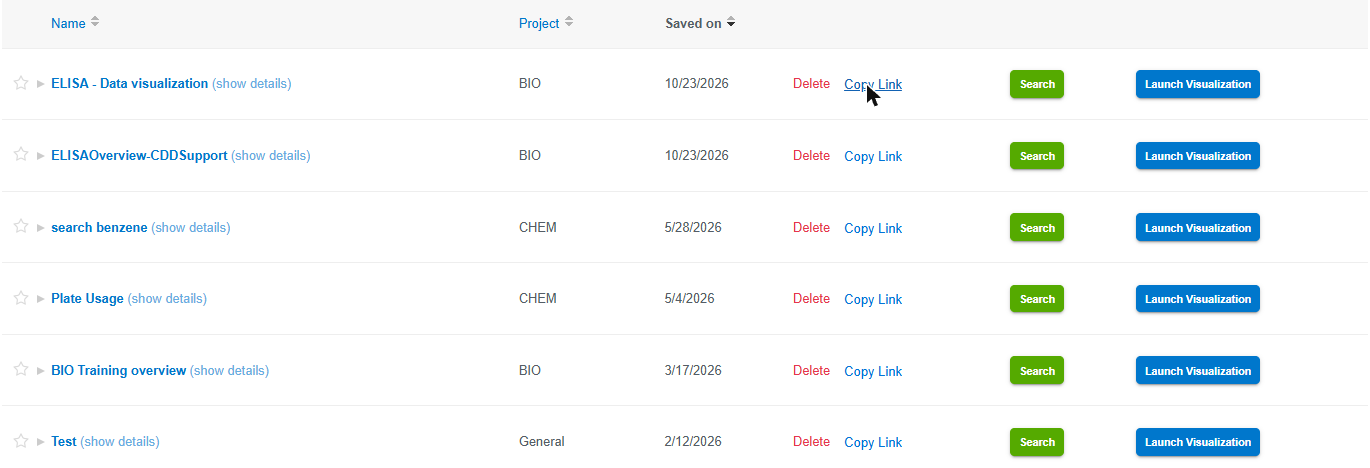 Name Project Saved on
ELISA - Data visualization (show details) BIO 10/23/2026 Delete Copy Link Search Launch Visualization
ELISAOverview-CDDSupport (show details) BIO 10/23/2026 Delete Copy Link Search Launch Visualization
search benzene (show details) CHEM 5/28/2026 Delete Copy Link Search Launch Visualization
Plate Usage (show details) CHEM 5/4/2026 Delete Copy Link Search Launch Visualization
BIO Training overview (show details) BIO 3/17/2026 Delete Copy Link Search Launch Visualization
Test (show details) General 2/12/2026 Delete Copy Link Search Launch Visualization